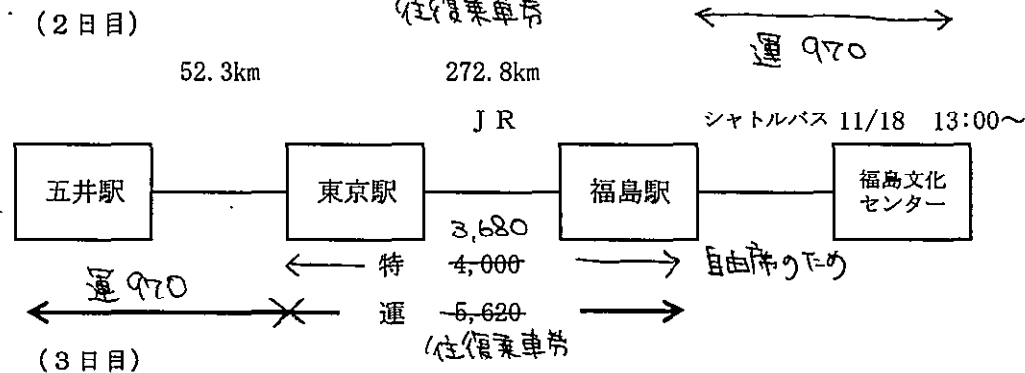 往復乗車券
(2日目)
運 970
52.3km 272.8km
JR シャトルバス 11/18 13:00〜
五井駅 東京駅 福島駅 福島文化センター
3,680
特 4,000 自由席のため
運 970
運 5,620
(往復乗車券
(3日目)